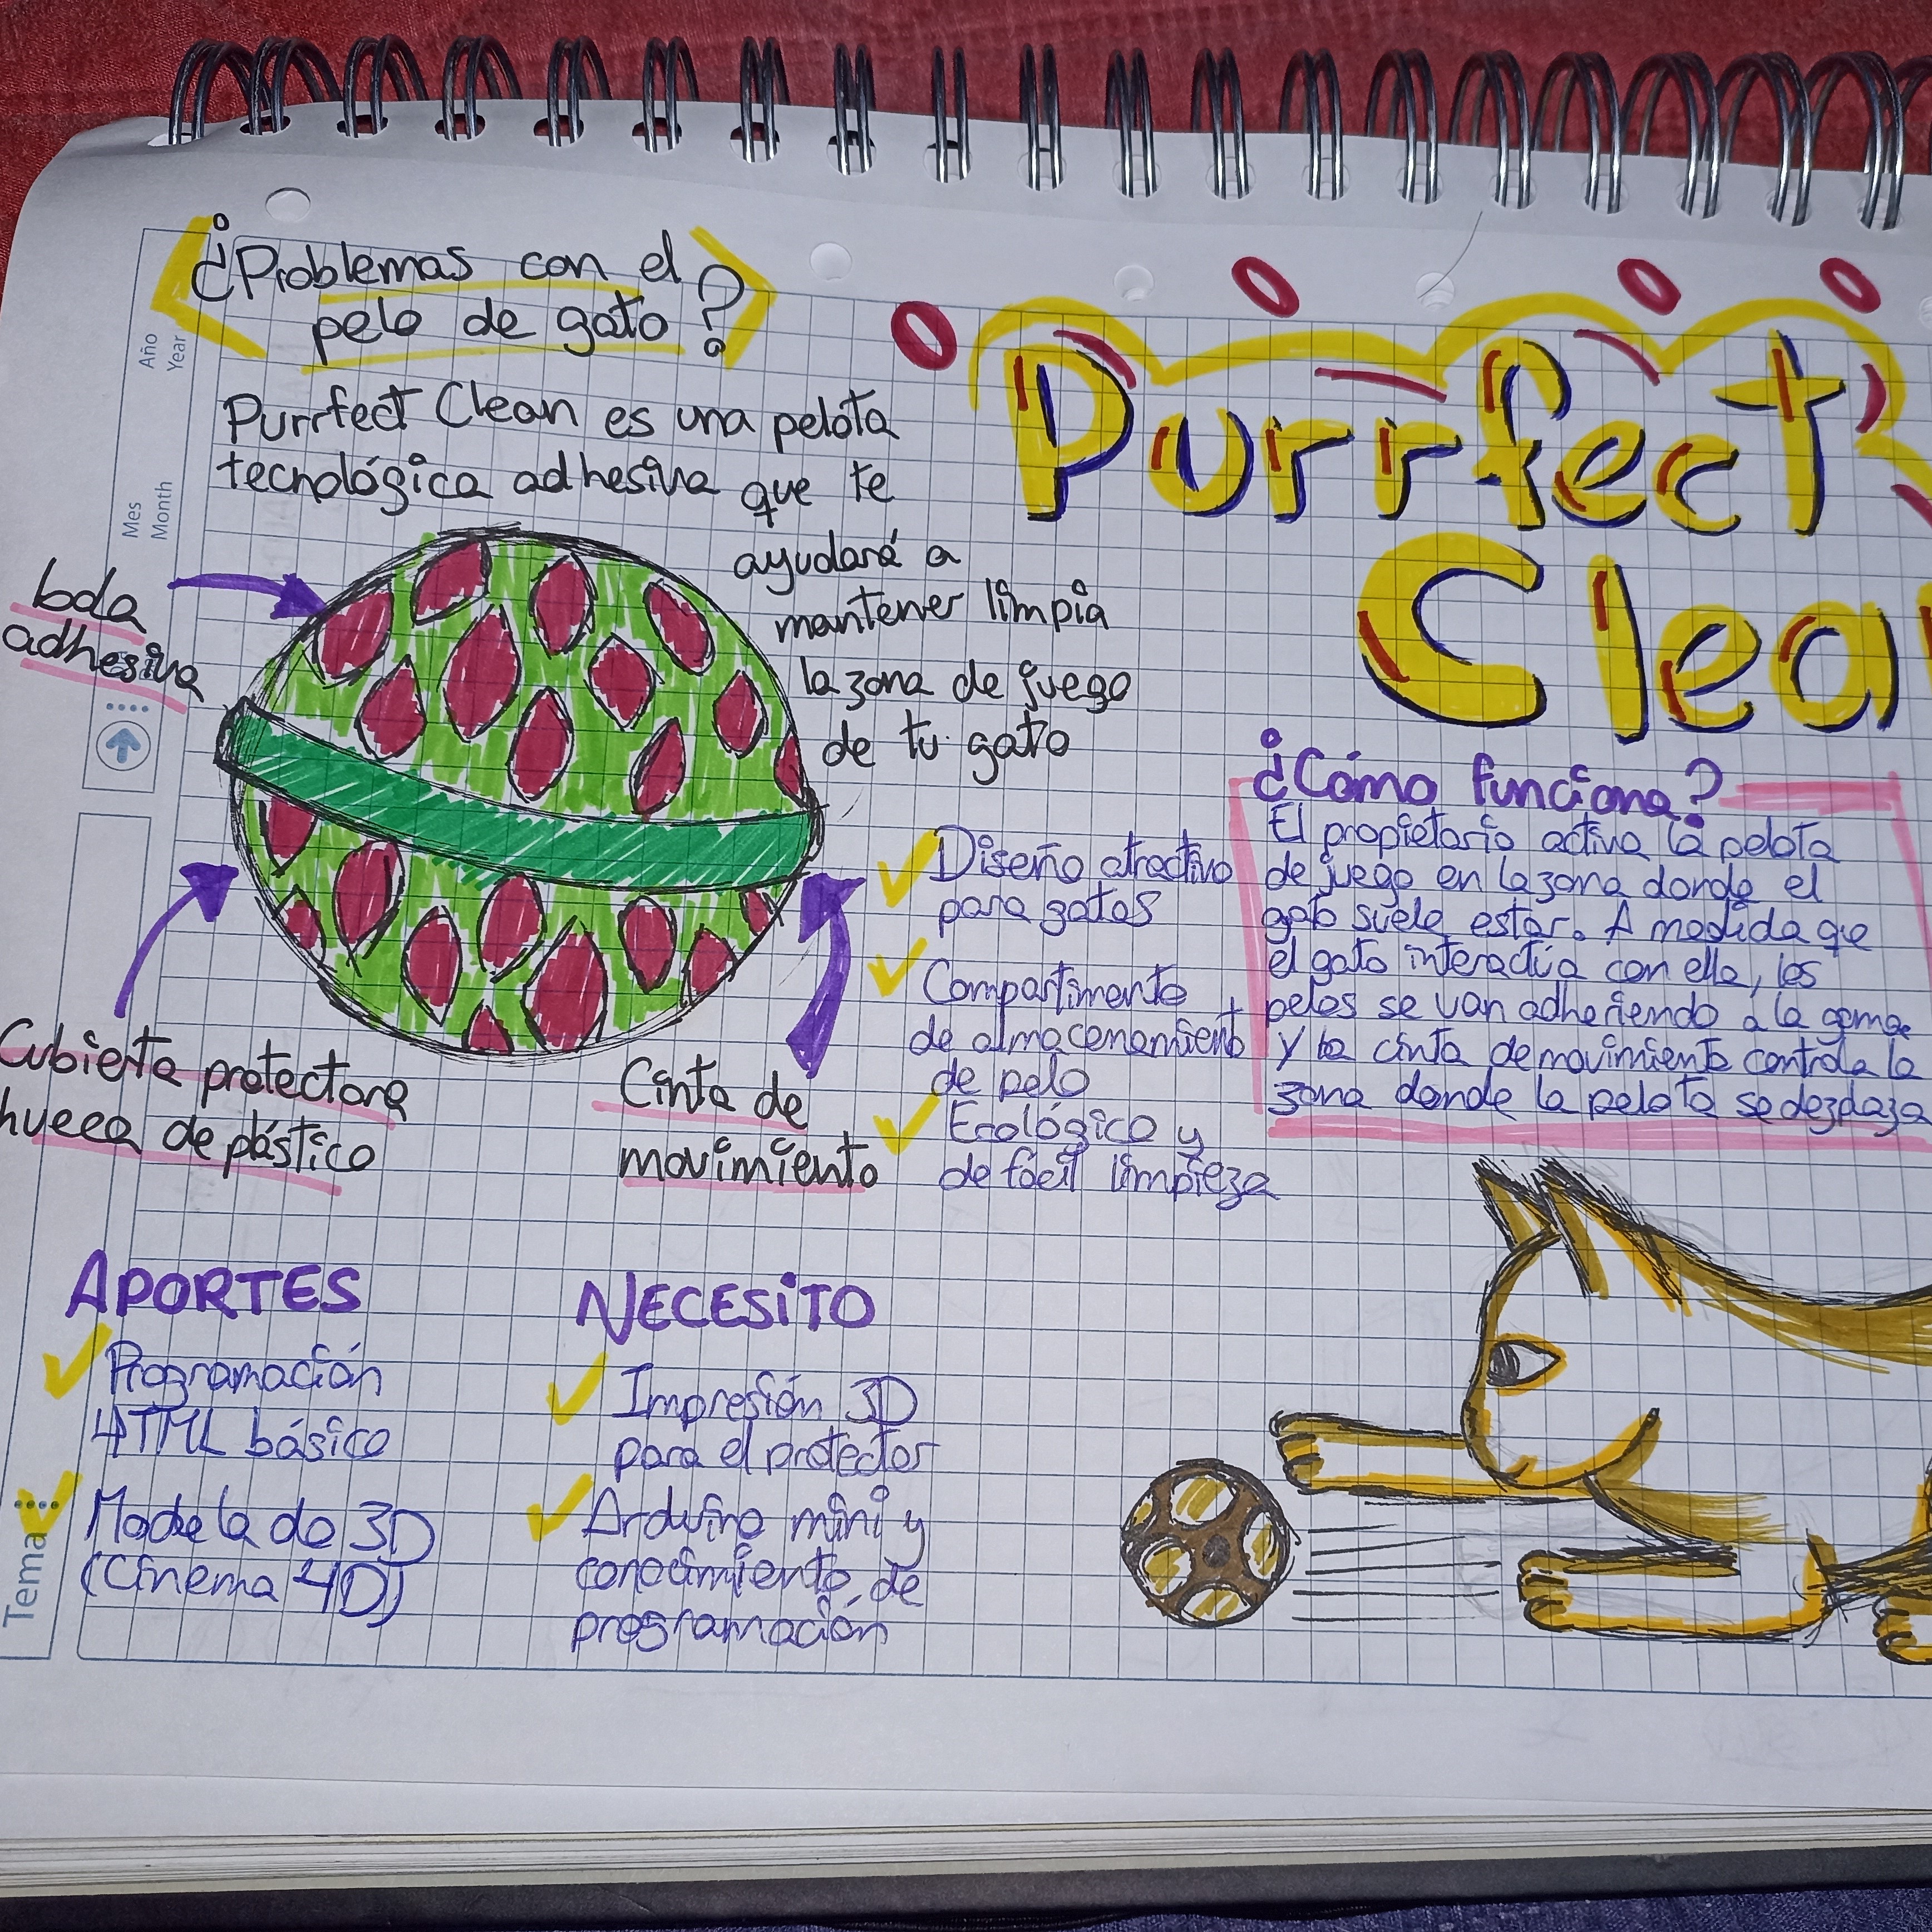 ¿Problemas con el
pelo de gato?
Purrfect Clean es una pelota
tecnológica adhesiva que te
ayudará a
mantener limpia
la zona de juego
de tu gato
bola
adhesiva
Cubierta protectora
hueca de plástico
Cinta de
movimiento
Purrfect
Clea
Diseño atractivo
para gatos
Compartimento
de almacenamiento
de pelo
Ecológico y
de fácil limpieza
¿Cómo funciona?
El propietario activa la pelota
de juego en la zona donde el
gato suele estar. A medida que
el gato interactúa con ella, los
pelos se van adheriendo a la goma
y la cinta de movimiento controla la
zona donde la pelota se dezplaza
APORTES
Programación
HTML básico
Modelado 3D
(Cinema 4D)
NECESITO
Impresión 3D
para el protector
Arduino mini y
conocimiento de
programación
Año
Year
Mes
Month
Tema